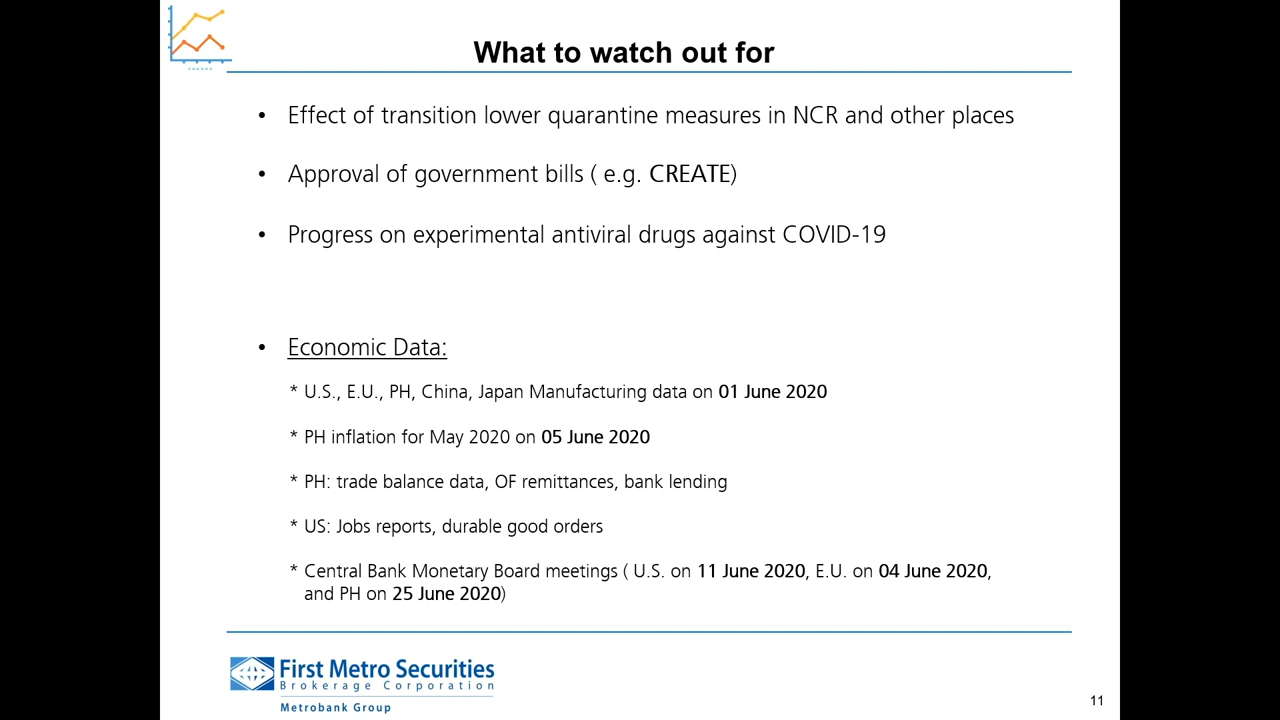 What to watch out for
• Effect of transition lower quarantine measures in NCR and other places
• Approval of government bills ( e.g. CREATE)
• Progress on experimental antiviral drugs against COVID-19
• Economic Data:
* U.S., E.U., PH, China, Japan Manufacturing data on 01 June 2020
* PH inflation for May 2020 on 05 June 2020
* PH: trade balance data, OF remittances, bank lending
* US: Jobs reports, durable good orders
* Central Bank Monetary Board meetings ( U.S. on 11 June 2020, E.U. on 04 June 2020,
and PH on 25 June 2020)
First Metro Securities
Brokerage Corporation
Metrobank Group
11